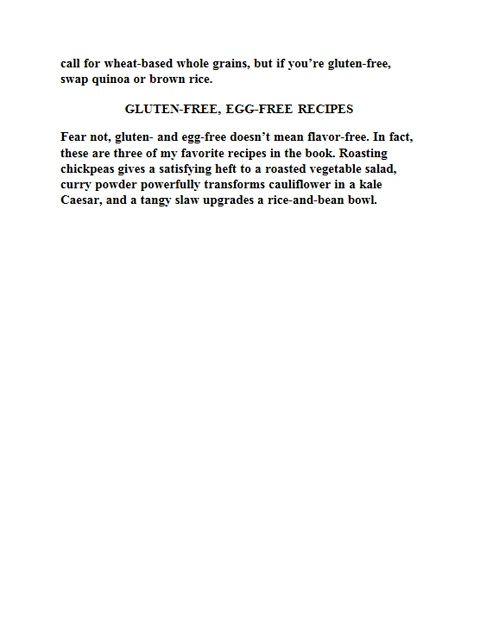 call for wheat-based whole grains, but if you’re gluten-free,
swap quinoa or brown rice.
GLUTEN-FREE, EGG-FREE RECIPES
Fear not, gluten- and egg-free doesn’t mean flavor-free. In fact,
these are three of my favorite recipes in the book. Roasting
chickpeas gives a satisfying heft to a roasted vegetable salad,
curry powder powerfully transforms cauliflower in a kale
Caesar, and a tangy slaw upgrades a rice-and-bean bowl.